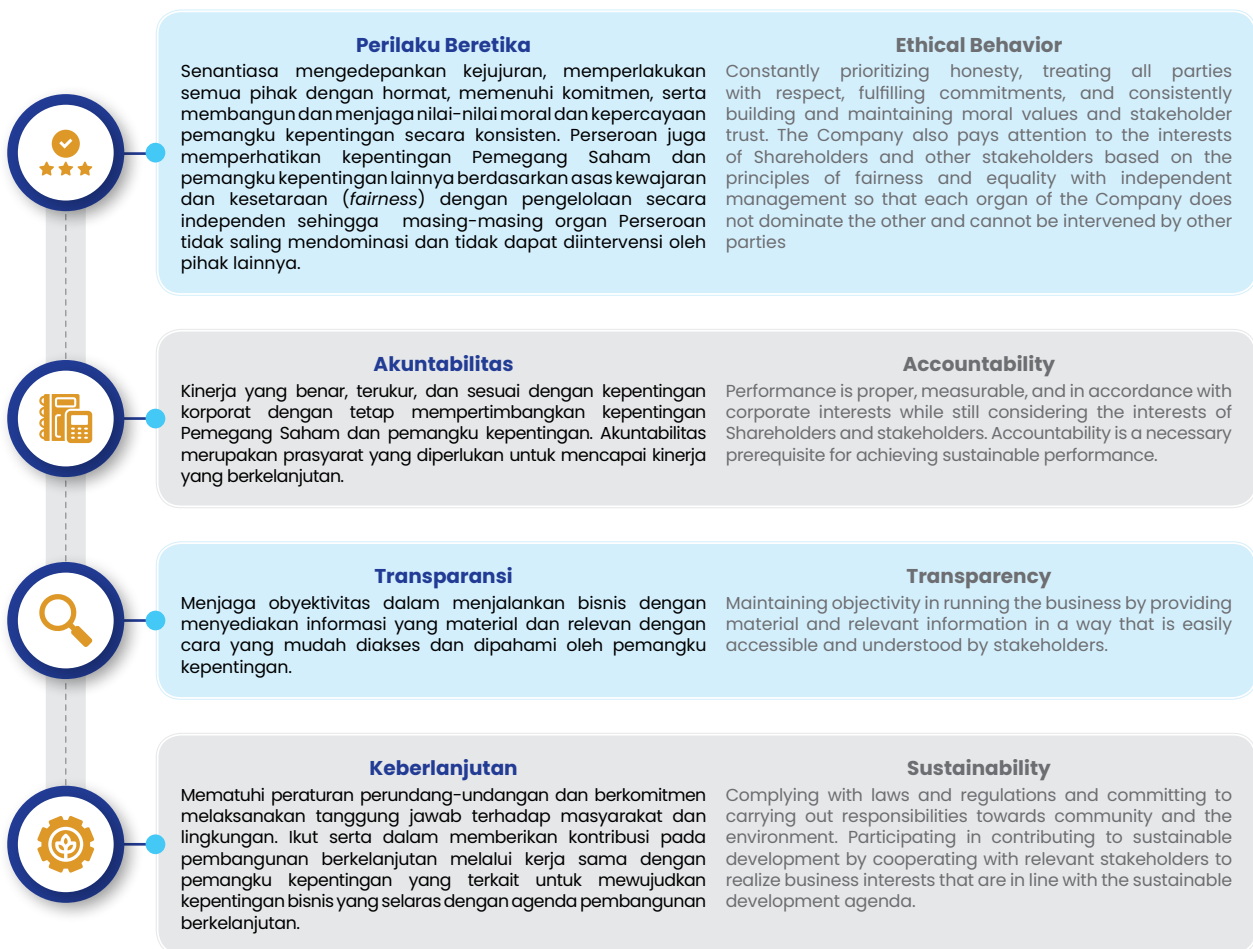 Perilaku Beretika
Senantiasa mengedepankan kejujuran, memperlakukan
semua pihak dengan hormat, memenuhi komitmen, serta
membangun dan menjaga nilai-nilai moral dan kepercayaan
pemangku kepentingan secara konsisten. Perseroan juga
memperhatikan kepentingan Pemegang Saham dan
pemangku kepentingan lainnya berdasarkan asas kewajaran
dan kesetaraan (fairness) dengan pengelolaan secara
independen sehingga masing-masing organ Perseroan
tidak saling mendominasi dan tidak dapat diintervensi oleh
pihak lainnya.
Ethical Behavior
Constantly prioritizing honesty, treating all parties
with respect, fulfilling commitments, and consistently
building and maintaining moral values and stakeholder
trust. The Company also pays attention to the interests
of Shareholders and other stakeholders based on the
principles of fairness and equality with independent
management so that each organ of the Company does
not dominate the other and cannot be intervened by other
parties
Akuntabilitas
Kinerja yang benar, terukur, dan sesuai dengan kepentingan
korporat dengan tetap mempertimbangkan kepentingan
Pemegang Saham dan pemangku kepentingan. Akuntabilitas
merupakan prasyarat yang diperlukan untuk mencapai kinerja
yang berkelanjutan.
Accountability
Performance is proper, measurable, and in accordance with
corporate interests while still considering the interests of
Shareholders and stakeholders. Accountability is a necessary
prerequisite for achieving sustainable performance.
Transparansi
Menjaga obyektivitas dalam menjalankan bisnis dengan
menyediakan informasi yang material dan relevan dengan
cara yang mudah diakses dan dipahami oleh pemangku
kepentingan.
Transparency
Maintaining objectivity in running the business by providing
material and relevant information in a way that is easily
accessible and understood by stakeholders.
Keberlanjutan
Mematuhi peraturan perundang-undangan dan berkomitmen
melaksanakan tanggung jawab terhadap masyarakat dan
lingkungan. Ikut serta dalam memberikan kontribusi pada
pembangunan berkelanjutan melalui kerja sama dengan
pemangku kepentingan yang terkait untuk mewujudkan
kepentingan bisnis yang selaras dengan agenda pembangunan
berkelanjutan.
Sustainability
Complying with laws and regulations and committing to
carrying out responsibilities towards community and the
environment. Participating in contributing to sustainable
development by cooperating with relevant stakeholders to
realize business interests that are in line with the sustainable
development agenda.